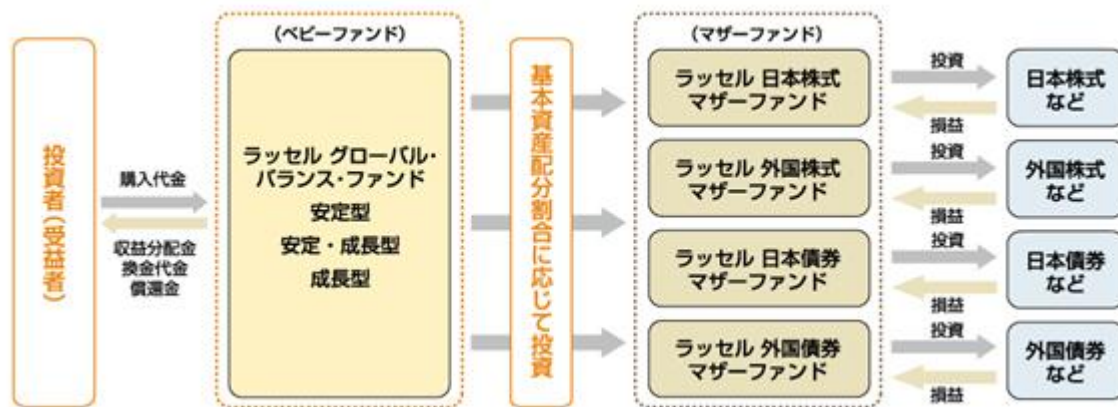 投資者(受益者)
購入代金
収益分配金
換金代金
償還金
(ベビーファンド)
ラッセル グローバル・
バランス・ファンド
安定型
安定・成長型
成長型
基本資産配分割合に応じて投資
(マザーファンド)
ラッセル 日本株式
マザーファンド
投資
損益
日本株式
など
ラッセル 外国株式
マザーファンド
投資
損益
外国株式
など
ラッセル 日本債券
マザーファンド
投資
損益
日本債券
など
ラッセル 外国債券
マザーファンド
投資
損益
外国債券
など